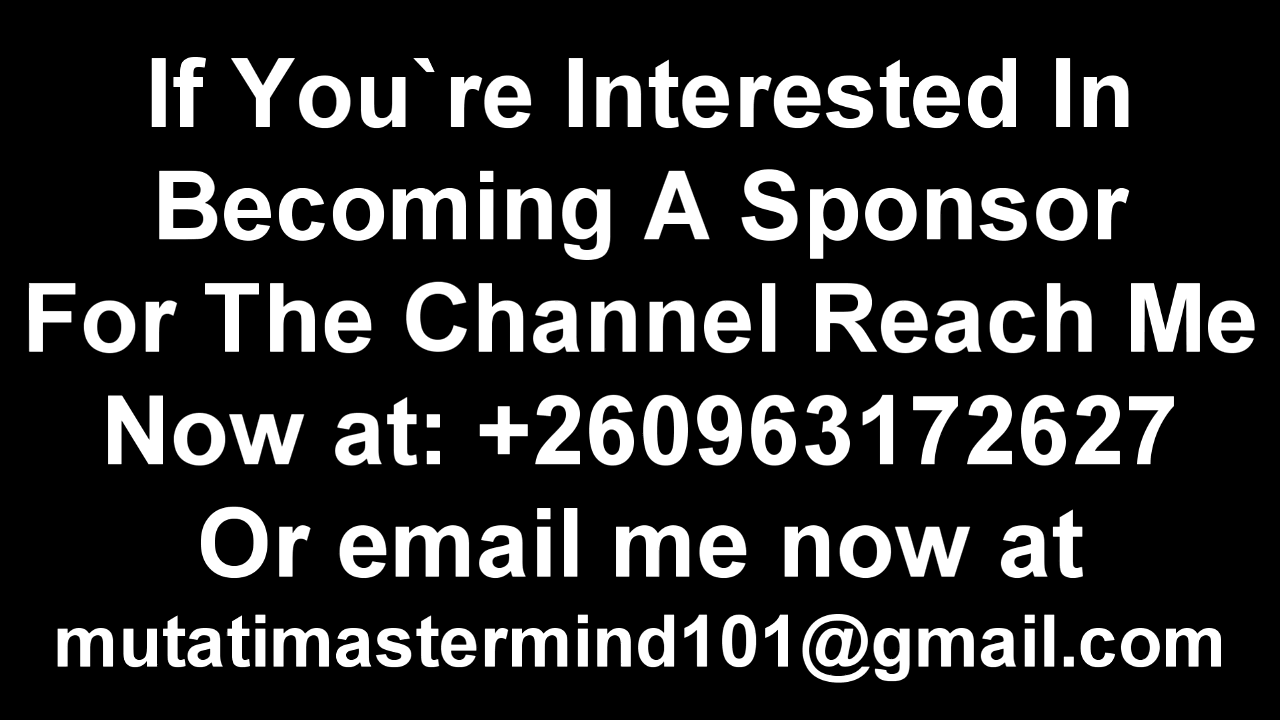 If You`re Interested In
Becoming A Sponsor
For The Channel Reach Me
Now at: +260963172627
Or email me now at
mutatimastermind101@gmail.com